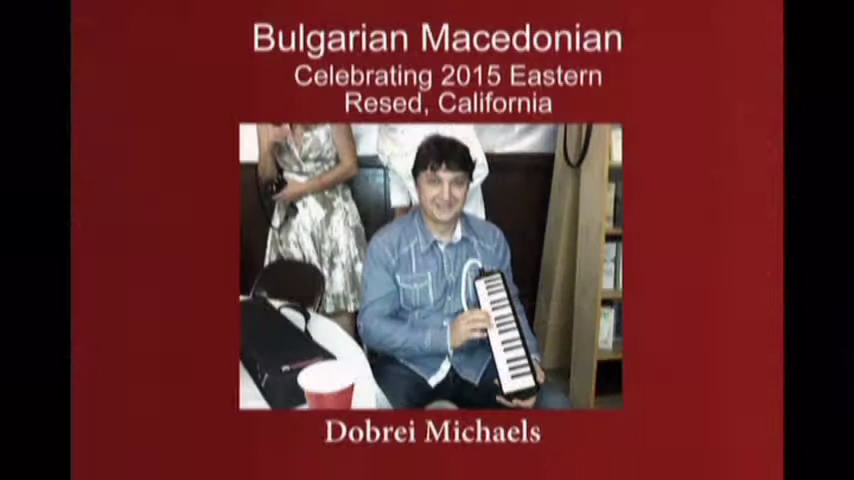 Bulgarian Macedonian
Celebrating 2015 Eastern
Resed, California
Dobrei Michaels